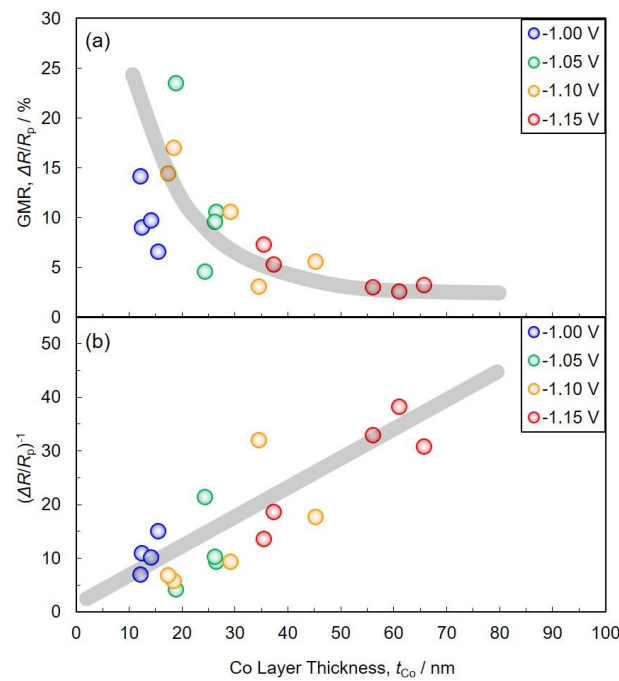 (a)
GMR, ΔR/Rp / %
30
25
20
15
10
5
0
-1.00 V
-1.05 V
-1.10 V
-1.15 V
(b)
(ΔR/Rp)-1
50
40
30
20
10
0
-1.00 V
-1.05 V
-1.10 V
-1.15 V
0 10 20 30 40 50 60 70 80 90 100
Co Layer Thickness, tCo / nm